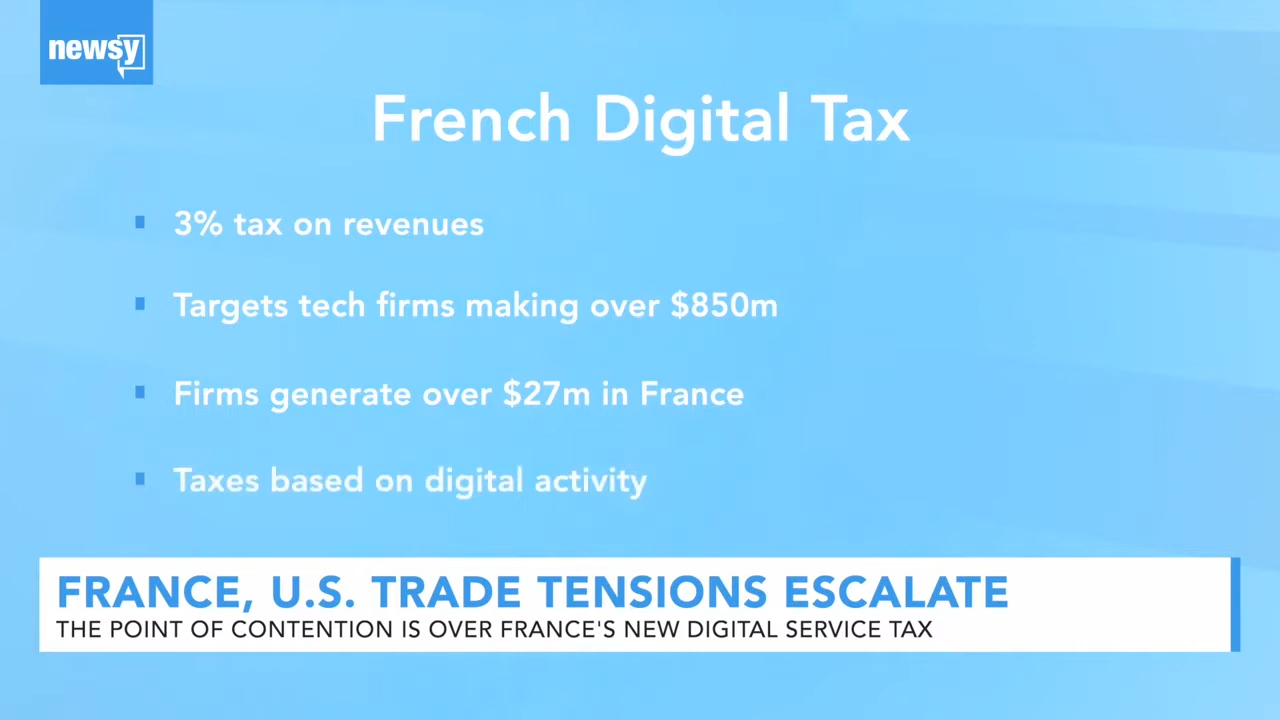 newsy
French Digital Tax
3% tax on revenues
Targets tech firms making over $850m
Firms generate over $27m in France
Taxes based on digital activity
FRANCE, U.S. TRADE TENSIONS ESCALATE
THE POINT OF CONTENTION IS OVER FRANCE'S NEW DIGITAL SERVICE TAX